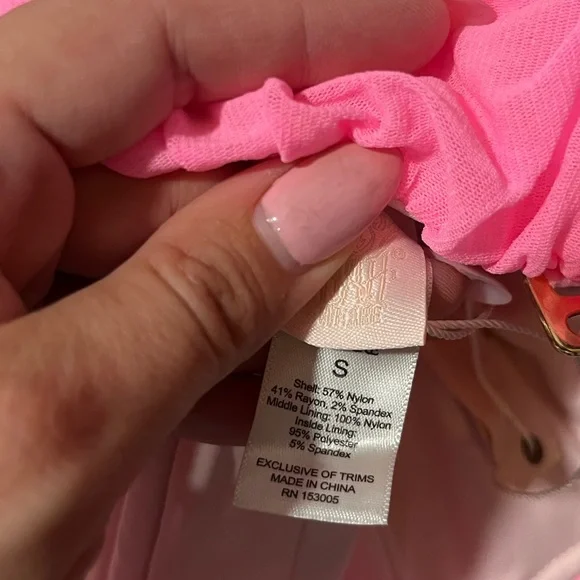 S
Shell: 57% Nylon
41% Rayon, 2% Spandex
Middle Lining: 100% Nylon
Inside Lining:
95% Polyester
5% Spandex
EXCLUSIVE OF TRIMS
MADE IN CHINA
RN 153005